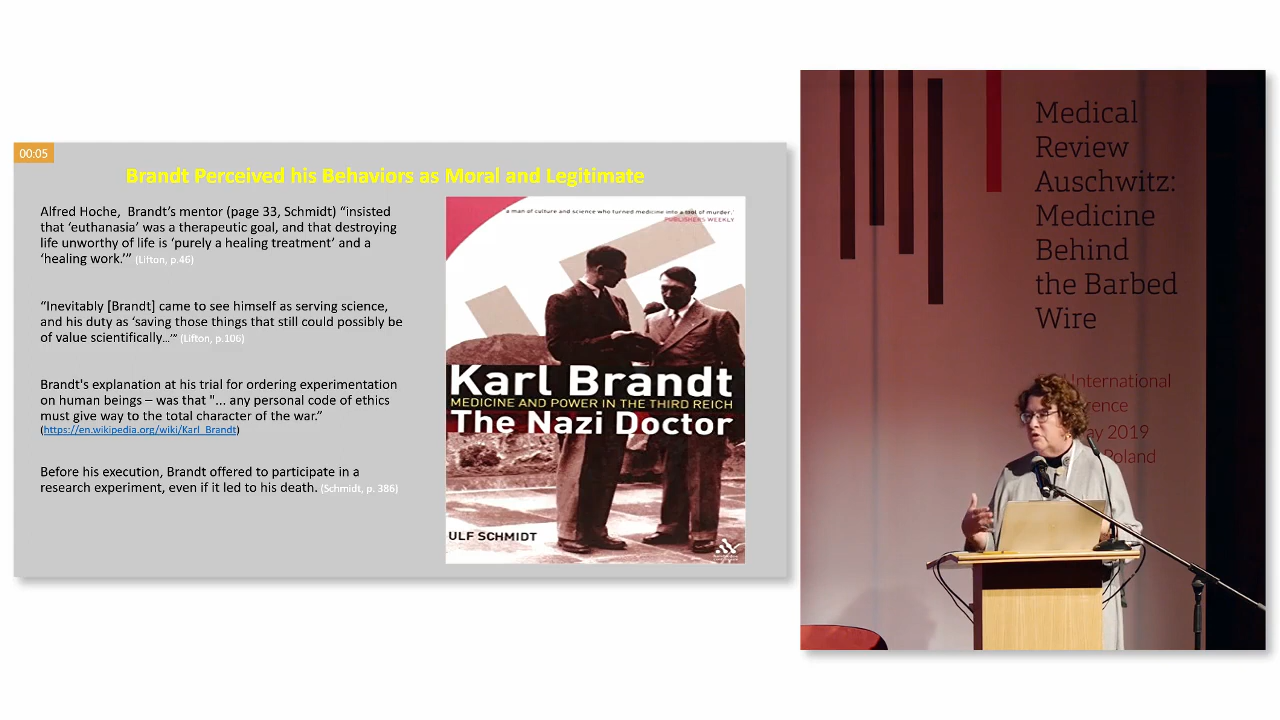 00:05
Brandt Perceived his Behaviors as Moral and Legitimate
Alfred Hoche,  Brandt's mentor (page 33, Schmidt) “insisted
that ‘euthanasia’ was a therapeutic goal, and that destroying
life unworthy of life is ‘purely a healing treatment’ and a
‘healing work.’” (Lifton, p.46)
“Inevitably [Brandt] came to see himself as serving science,
and his duty as ‘saving those things that still could possibly be
of value scientifically…’” (Lifton, p.106)
Brandt's explanation at his trial for ordering experimentation
on human beings – was that "... any personal code of ethics
must give way to the total character of the war.”
(https://en.wikipedia.org/wiki/Karl_Brandt)
Before his execution, Brandt offered to participate in a
research experiment, even if it led to his death. (Schmidt, p. 386)
a man of culture and science who turned medicine into a tool of murder.'
PUBLISHERS WEEKLY
Karl Brandt
MEDICINE AND POWER IN THE THIRD REICH
The Nazi Doctor
ULF SCHMIDT
Medical
Review
Auschwitz:
Medicine
Behind
the Barbed
Wire
International
2019
Poland